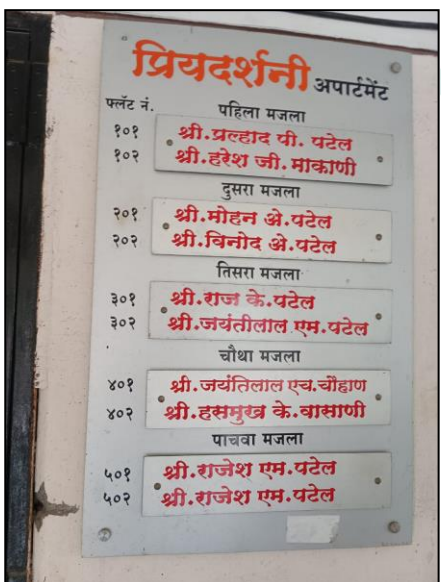 प्रियदर्शनी अपार्टमेंट
फ्लॅट नं. पहिला मजला
१०१ श्री.प्रल्हाद पी. पटेल
१०२ श्री.हरेश जी. माकाणी
दुसरा मजला
२०१ श्री.मोहन अे.पटेल
२०२ श्री.विनोद अे.पटेल
तिसरा मजला
३०१ श्री.राज के.पटेल
३०२ श्री.जयंतीलाल एम.पटेल
चौथा मजला
४०१ श्री.जयंतिलाल एच.चौहाण
४०२ श्री.हसमुख के.वासाणी
पाचवा मजला
५०१ श्री.राजेश एम.पटेल
५०२ श्री.राजेश एम.पटेल